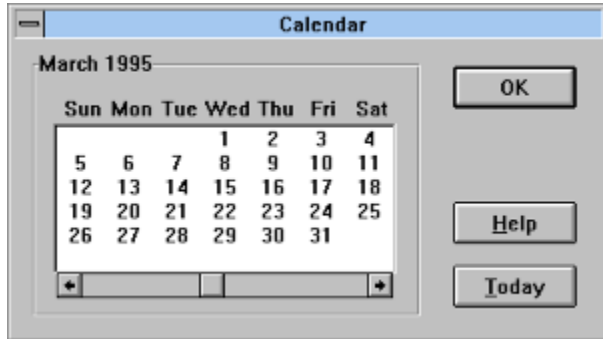 Calendar
March 1995
Sun Mon Tue Wed Thu Fri Sat
1 2 3 4
5 6 7 8 9 10 11
12 13 14 15 16 17 18
19 20 21 22 23 24 25
26 27 28 29 30 31
OK
Help
Today